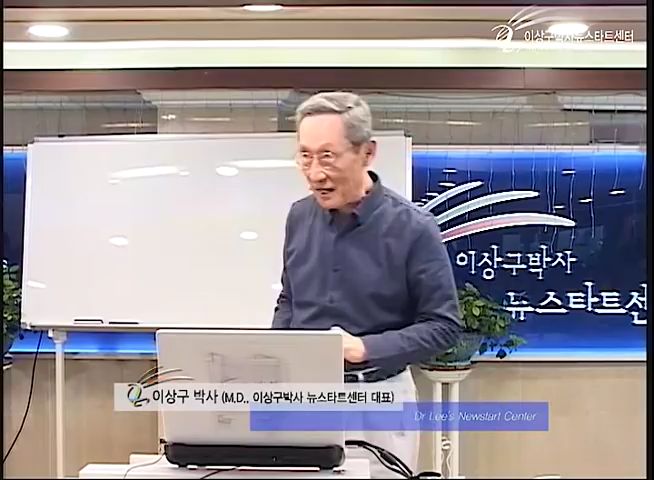 이상구박사뉴스타트센터
이상구박사
뉴스타트센
이상구 박사 (M.D., 이상구박사 뉴스타트센터 대표)
Dr Lee's Newstart Center